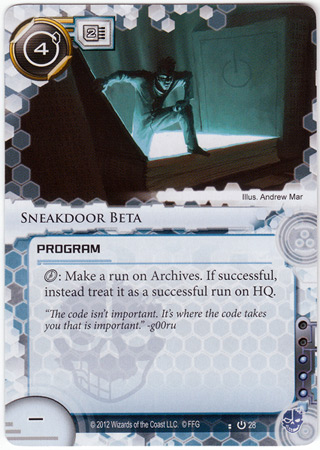 4
2
Illus. Andrew Mar
SNEAKDOOR BETA
PROGRAM
: Make a run on Archives. If successful,
instead treat it as a successful run on HQ.
“The code isn’t important. It’s where the code takes
you that is important.” -g00ru
–
© 2012 Wizards of the Coast LLC. © FFG
28